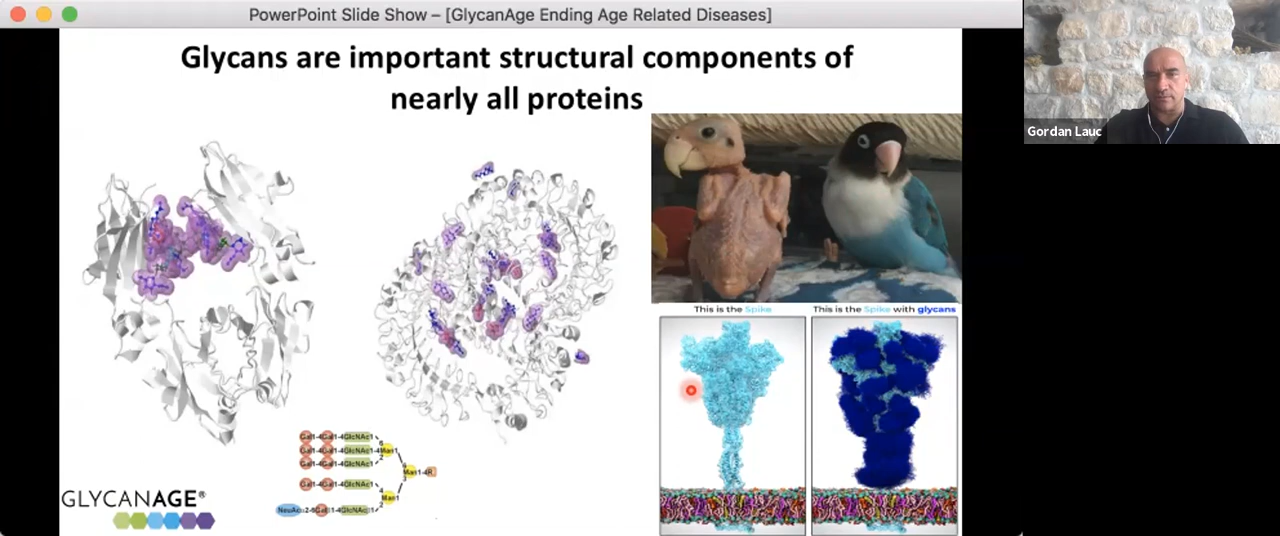 PowerPoint Slide Show – [GlycanAge Ending Age Related Diseases]
Glycans are important structural components of
nearly all proteins
Gordan Lauc
This is the Spike
This is the Spike with glycans
GLYCANAGE®